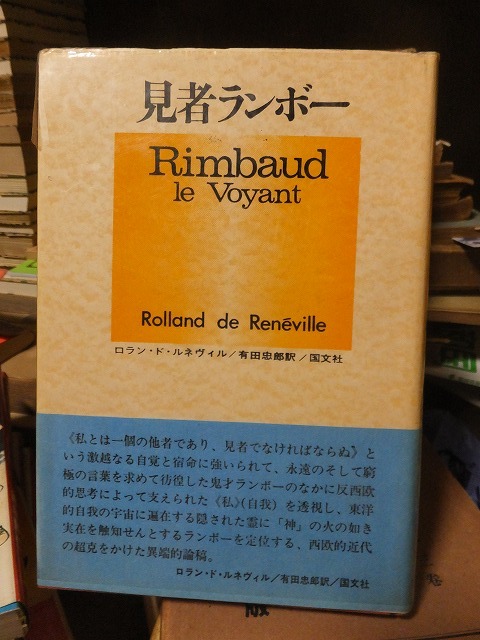 見者ランボー
Rimbaud
le Voyant
Rolland de Renéville
ロラン・ド・ルネヴィル/有田忠郎訳/国文社
《私とは一個の他者であり、見者でなければならぬ》と
いう激越なる自覚と宿命に強いられて、永遠のそして窮
極の言葉を求めて彷徨した鬼才ランボーのなかに反西欧
的思考によって支えられた《私》(自我)を透視し、東洋
的自我の宇宙に遍在する隠された霊に「神」の火の如き
実在を触知せんとするランボーを定位する、西欧的近代
の超克をかけた異端的論稿。
ロラン・ド・ルネヴィル/有田忠郎訳/国文社